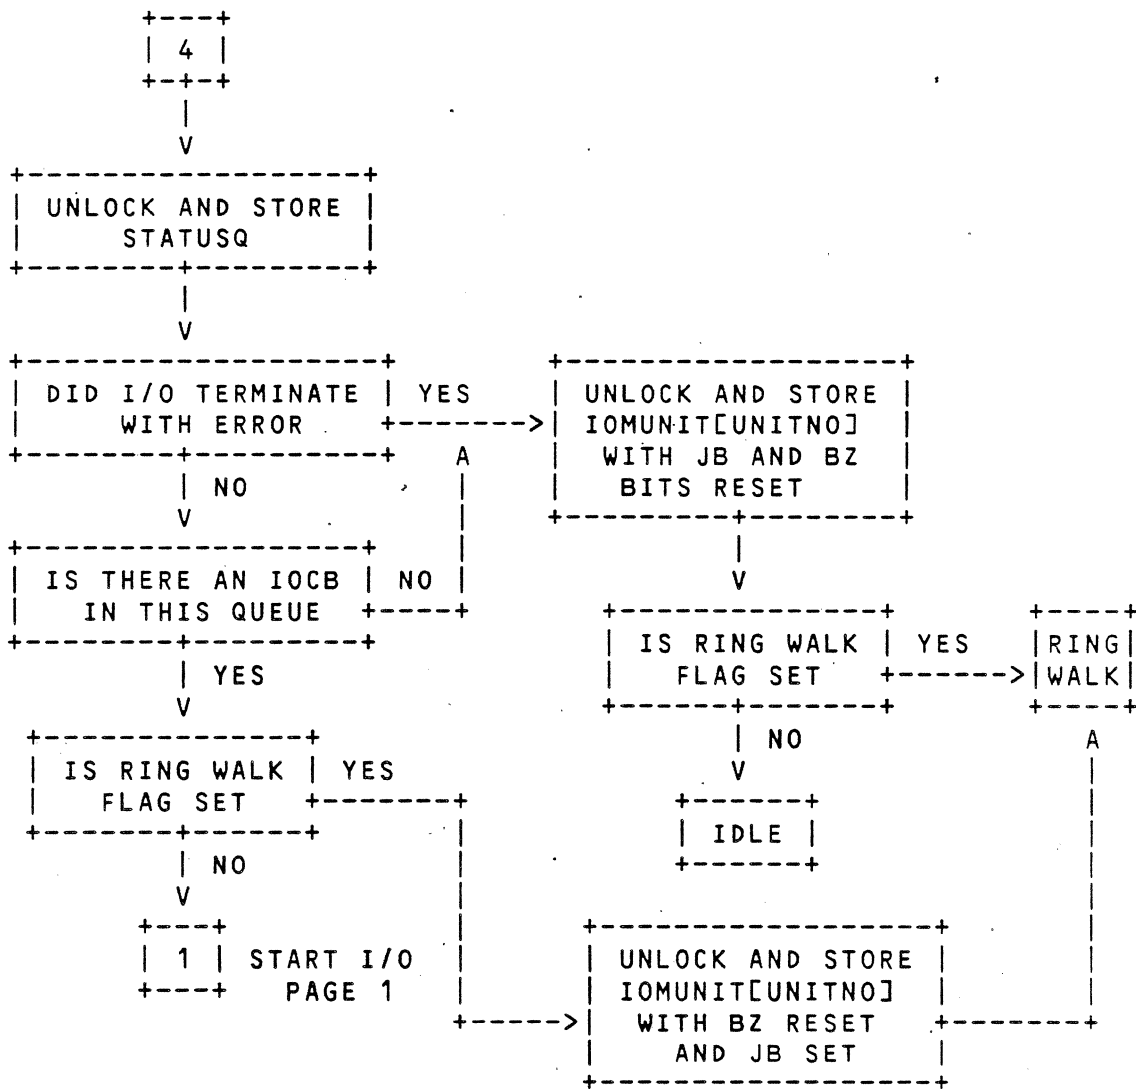 4
UNLOCK AND STORE
STATUSQ
DID I/O TERMINATE
WITH ERROR
YES
UNLOCK AND STORE
IOMUNIT[UNITNO]
WITH JB AND BZ
BITS RESET
NO
IS THERE AN IOCB
IN THIS QUEUE
NO
IS RING WALK
FLAG SET
YES
RING
WALK
YES
NO
IS RING WALK
FLAG SET
YES
IDLE
NO
1
START I/O
PAGE 1
UNLOCK AND STORE
IOMUNIT[UNITNO]
WITH BZ RESET
AND JB SET